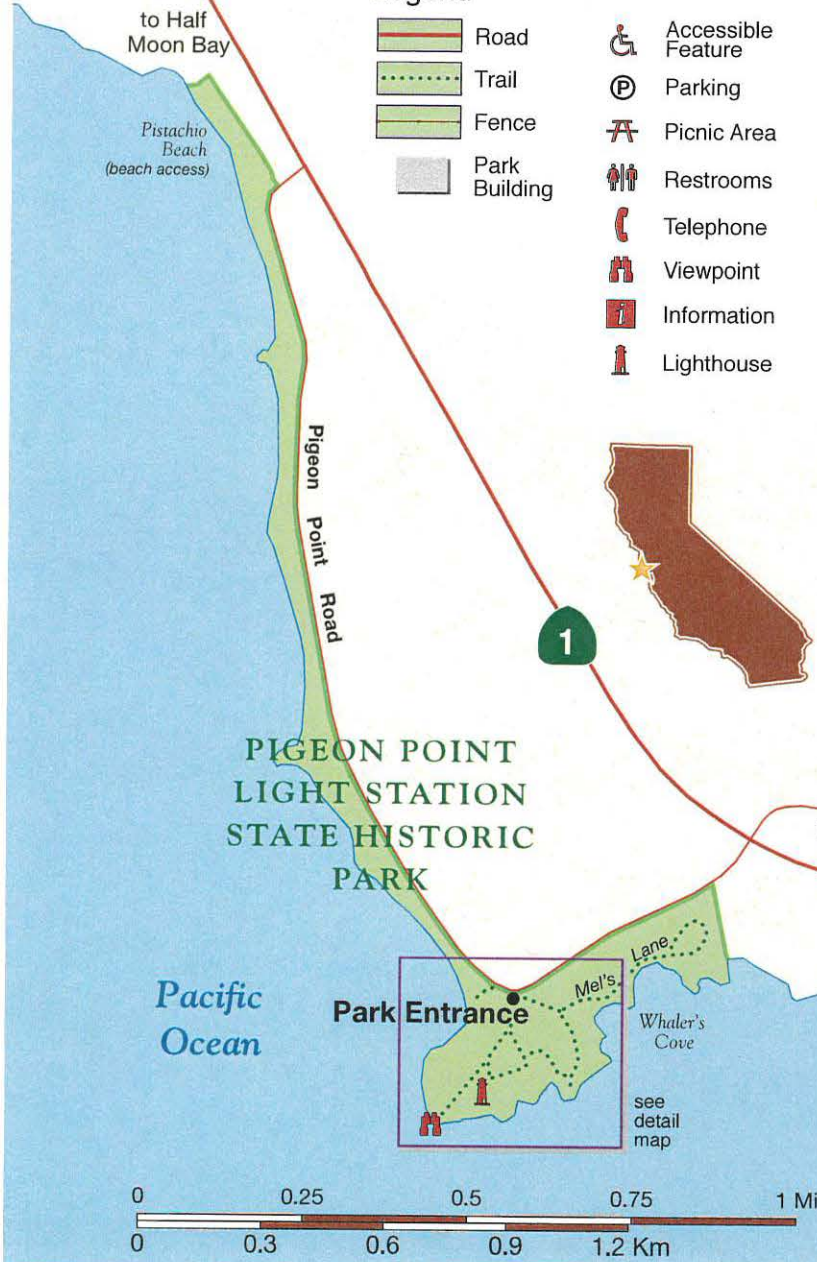 to Half
Moon Bay
Road
Trail
Fence
Park
Building
Accessible
Feature
P
Parking
Picnic Area
Restrooms
Telephone
Viewpoint
i
Information
Lighthouse
Pistachio
Beach
(beach access)
Pigeon Point Road
1
PIGEON POINT
LIGHT STATION
STATE HISTORIC
PARK
Pacific
Ocean
Park Entrance
Mel's Lane
Whaler's
Cove
see
detail
map
0 0.25 0.5 0.75 1 Mi
0 0.3 0.6 0.9 1.2 Km